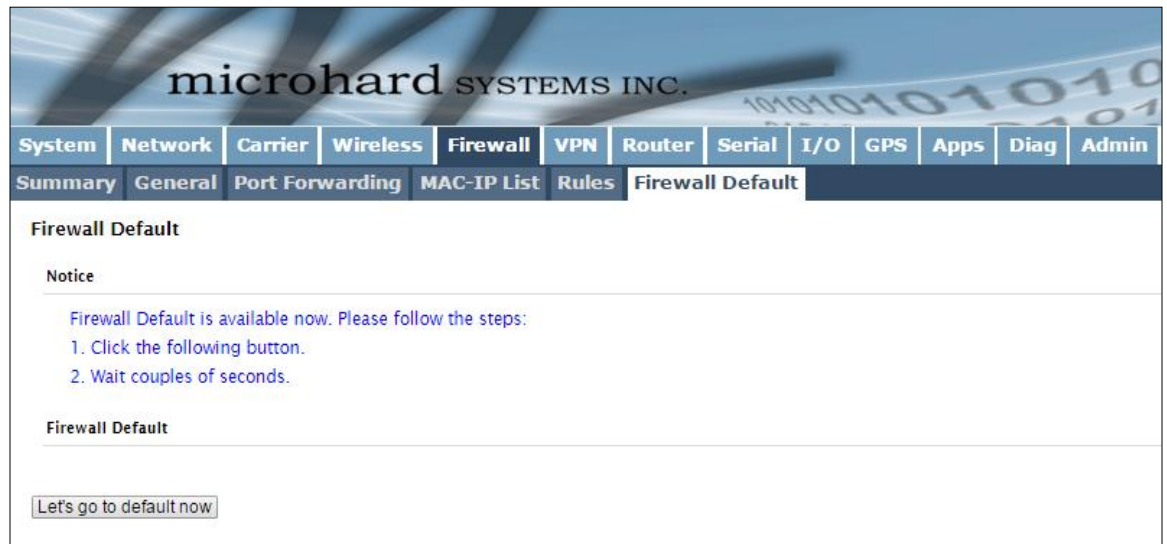 microhard SYSTEMS INC.
System Network Carrier Wireless Firewall VPN Router Serial I/O GPS Apps Diag Admin
Summary General Port Forwarding MAC-IP List Rules Firewall Default
Firewall Default
Notice
Firewall Default is available now. Please follow the steps:
1. Click the following button.
2. Wait couples of seconds.
Firewall Default
Let's go to default now